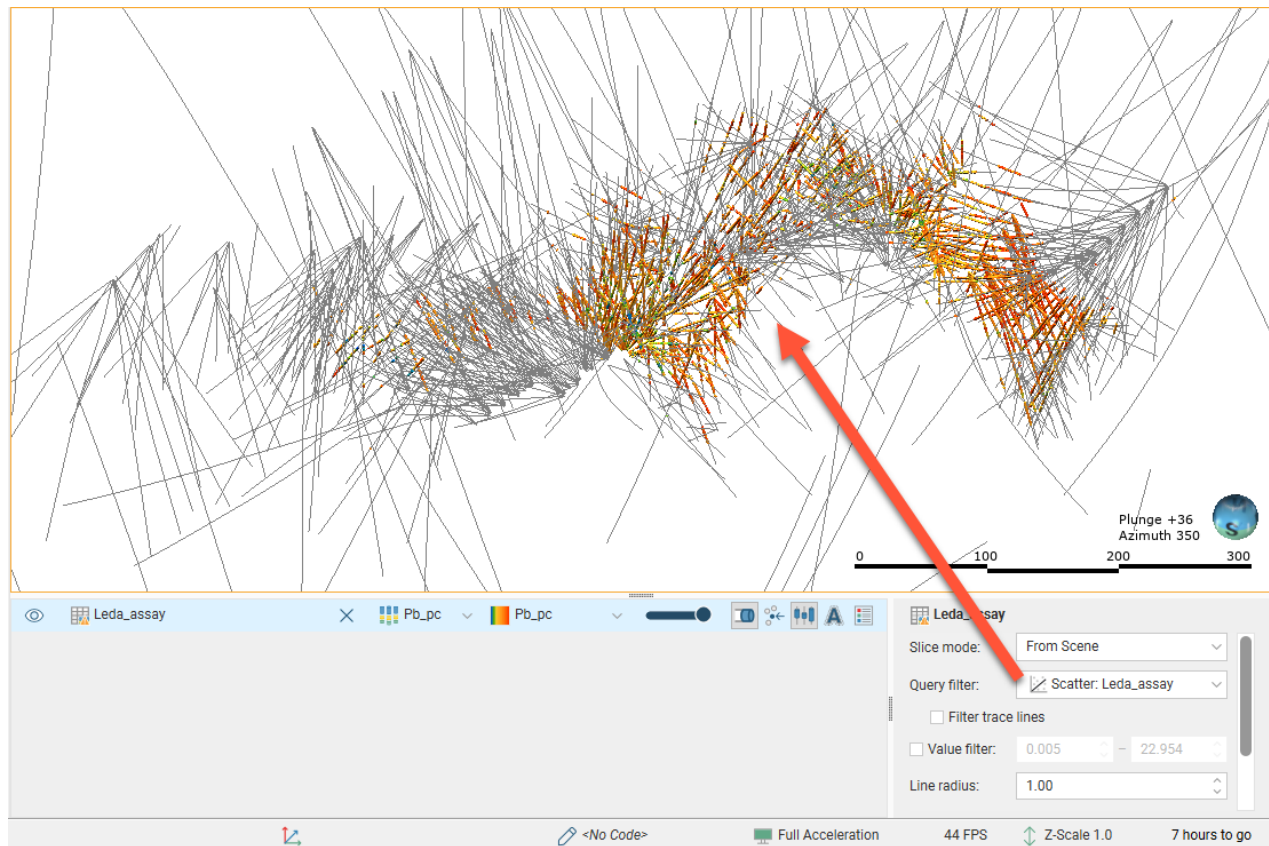 Plunge +36
Azimuth 350
S
0 100 200 300
Leda_assay Pb_pc Pb_pc A Leda_assay
Slice mode: From Scene
Query filter: Scatter: Leda_assay
Filter trace lines
Value filter: 0.005 – 22.954
Line radius: 1.00
<No Code> Full Acceleration 44 FPS Z-Scale 1.0 7 hours to go